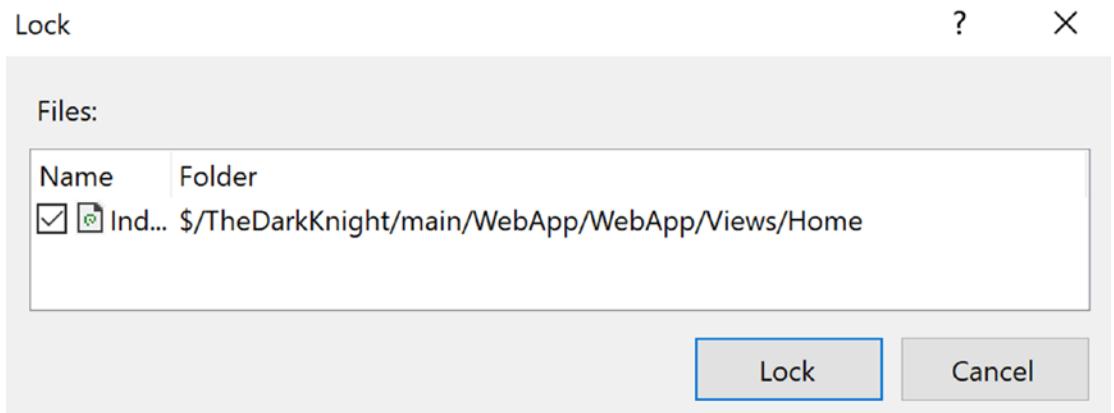 Lock ? X
Files:
Name Folder
Ind... $/TheDarkKnight/main/WebApp/WebApp/Views/Home
Lock Cancel